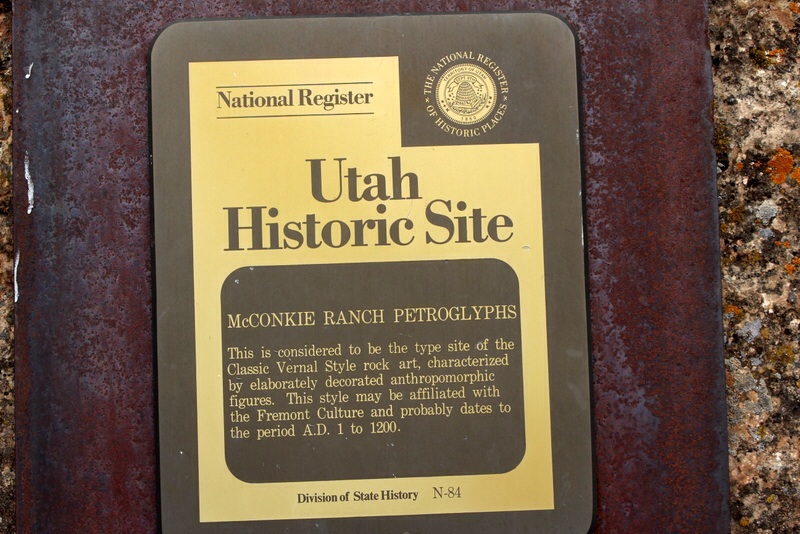 National Register
THE NATIONAL REGISTER
OF HISTORIC PLACES
Utah
Historic Site
McCONKIE RANCH PETROGLYPHS
This is considered to be the type site of the
Classic Vernal Style rock art, characterized
by elaborately decorated anthropomorphic
figures. This style may be affiliated with
the Fremont Culture and probably dates to
the period A.D. 1 to 1200.
Division of State History N-84